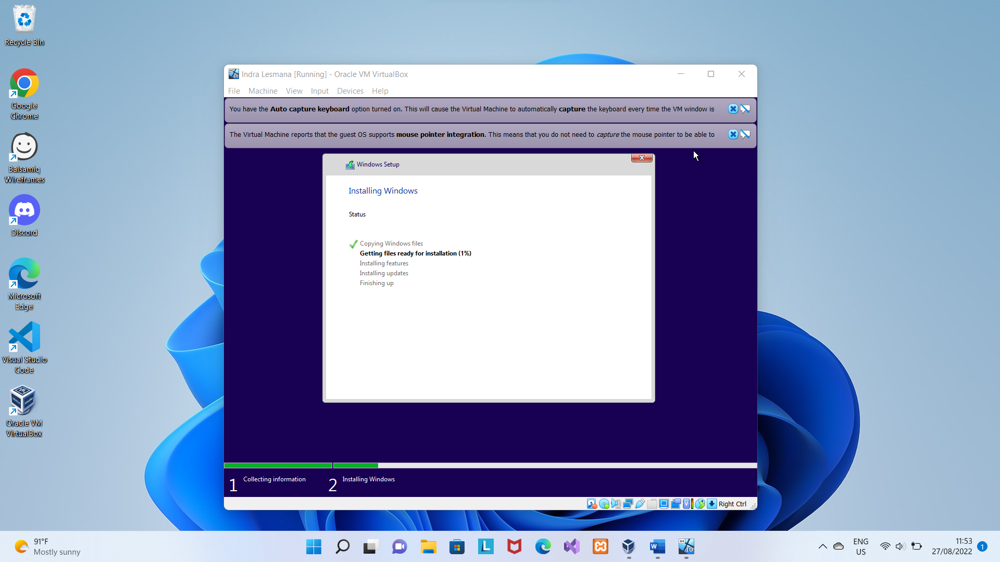 Recycle Bin
Google
Chrome
Balsamiq
Wireframes
Discord
Microsoft
Edge
Visual Studio
Code
Oracle VM
VirtualBox
Indra Lesmana [Running] - Oracle VM VirtualBox
File Machine View Input Devices Help
You have the Auto capture keyboard option turned on. This will cause the Virtual Machine to automatically capture the keyboard every time the VM window is
The Virtual Machine reports that the guest OS supports mouse pointer integration. This means that you do not need to capture the mouse pointer to be able to
Windows Setup
Installing Windows
Status
Copying Windows files
Getting files ready for installation (1%)
Installing features
Installing updates
Finishing up
1 Collecting information 2 Installing Windows
Right Ctrl
91°F
Mostly sunny
ENG
US
11:53
27/08/2022
1